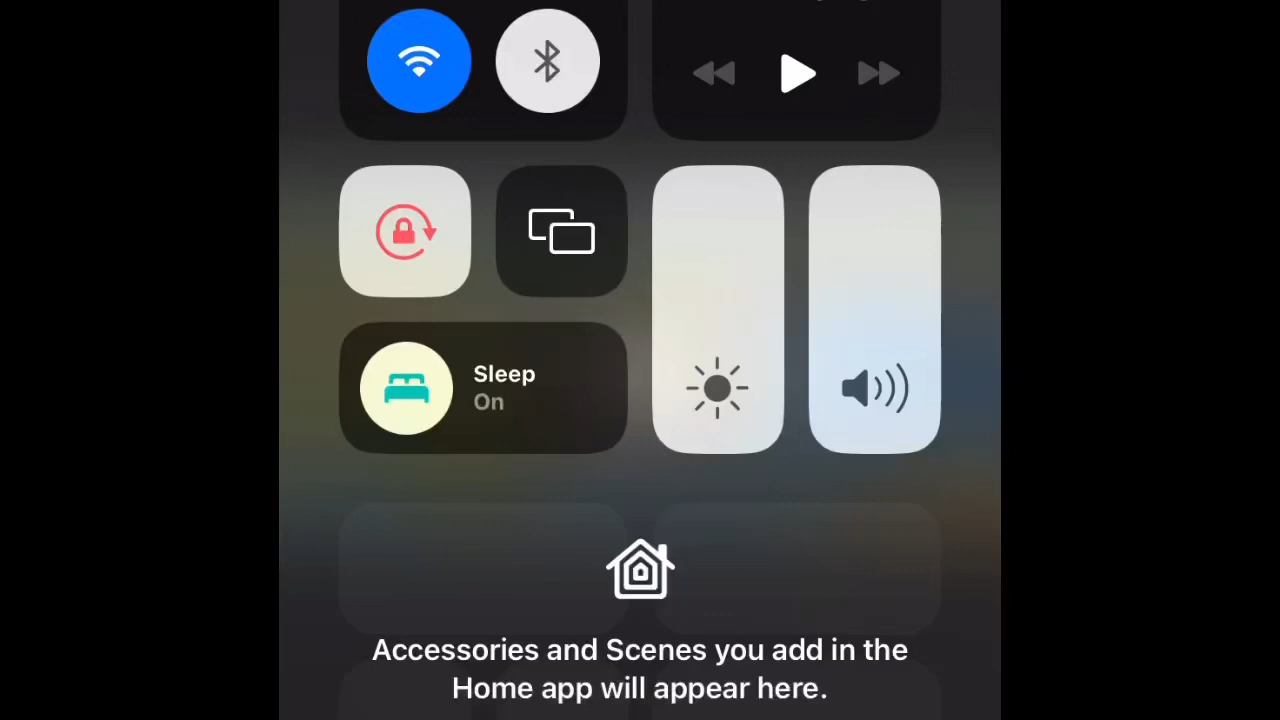 Sleep
On
Accessories and Scenes you add in the
Home app will appear here.